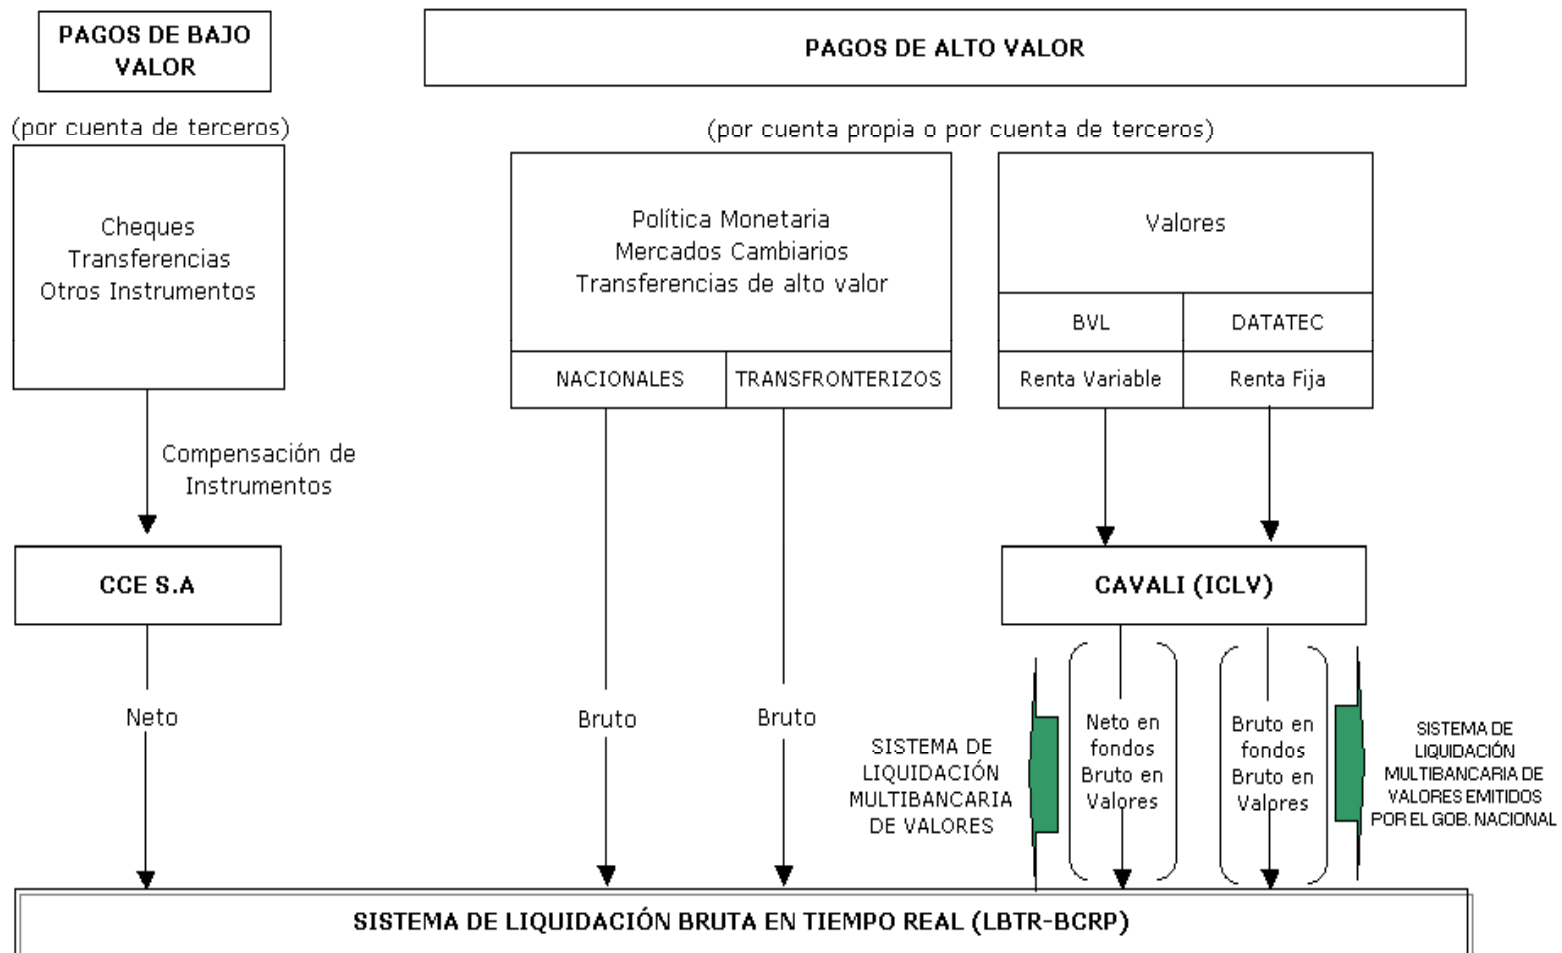 PAGOS DE BAJO
VALOR
PAGOS DE ALTO VALOR
(por cuenta de terceros)
(por cuenta propia o por cuenta de terceros)
Cheques
Transferencias
Otros Instrumentos
Política Monetaria
Mercados Cambiarios
Transferencias de alto valor
NACIONALES
TRANSFRONTERIZOS
Valores
BVL
DATATEC
Renta Variable
Renta Fija
Compensación de
Instrumentos
CCE S.A
CAVALI (ICLV)
Neto
Bruto
Bruto
SISTEMA DE
LIQUIDACIÓN
MULTIBANCARIA
DE VALORES
Neto en
fondos
Bruto en
Valores
Bruto en
fondos
Bruto en
Valores
SISTEMA DE
LIQUIDACIÓN
MULTIBANCARIA DE
VALORES EMITIDOS
POR EL GOB. NACIONAL
SISTEMA DE LIQUIDACIÓN BRUTA EN TIEMPO REAL (LBTR-BCRP)